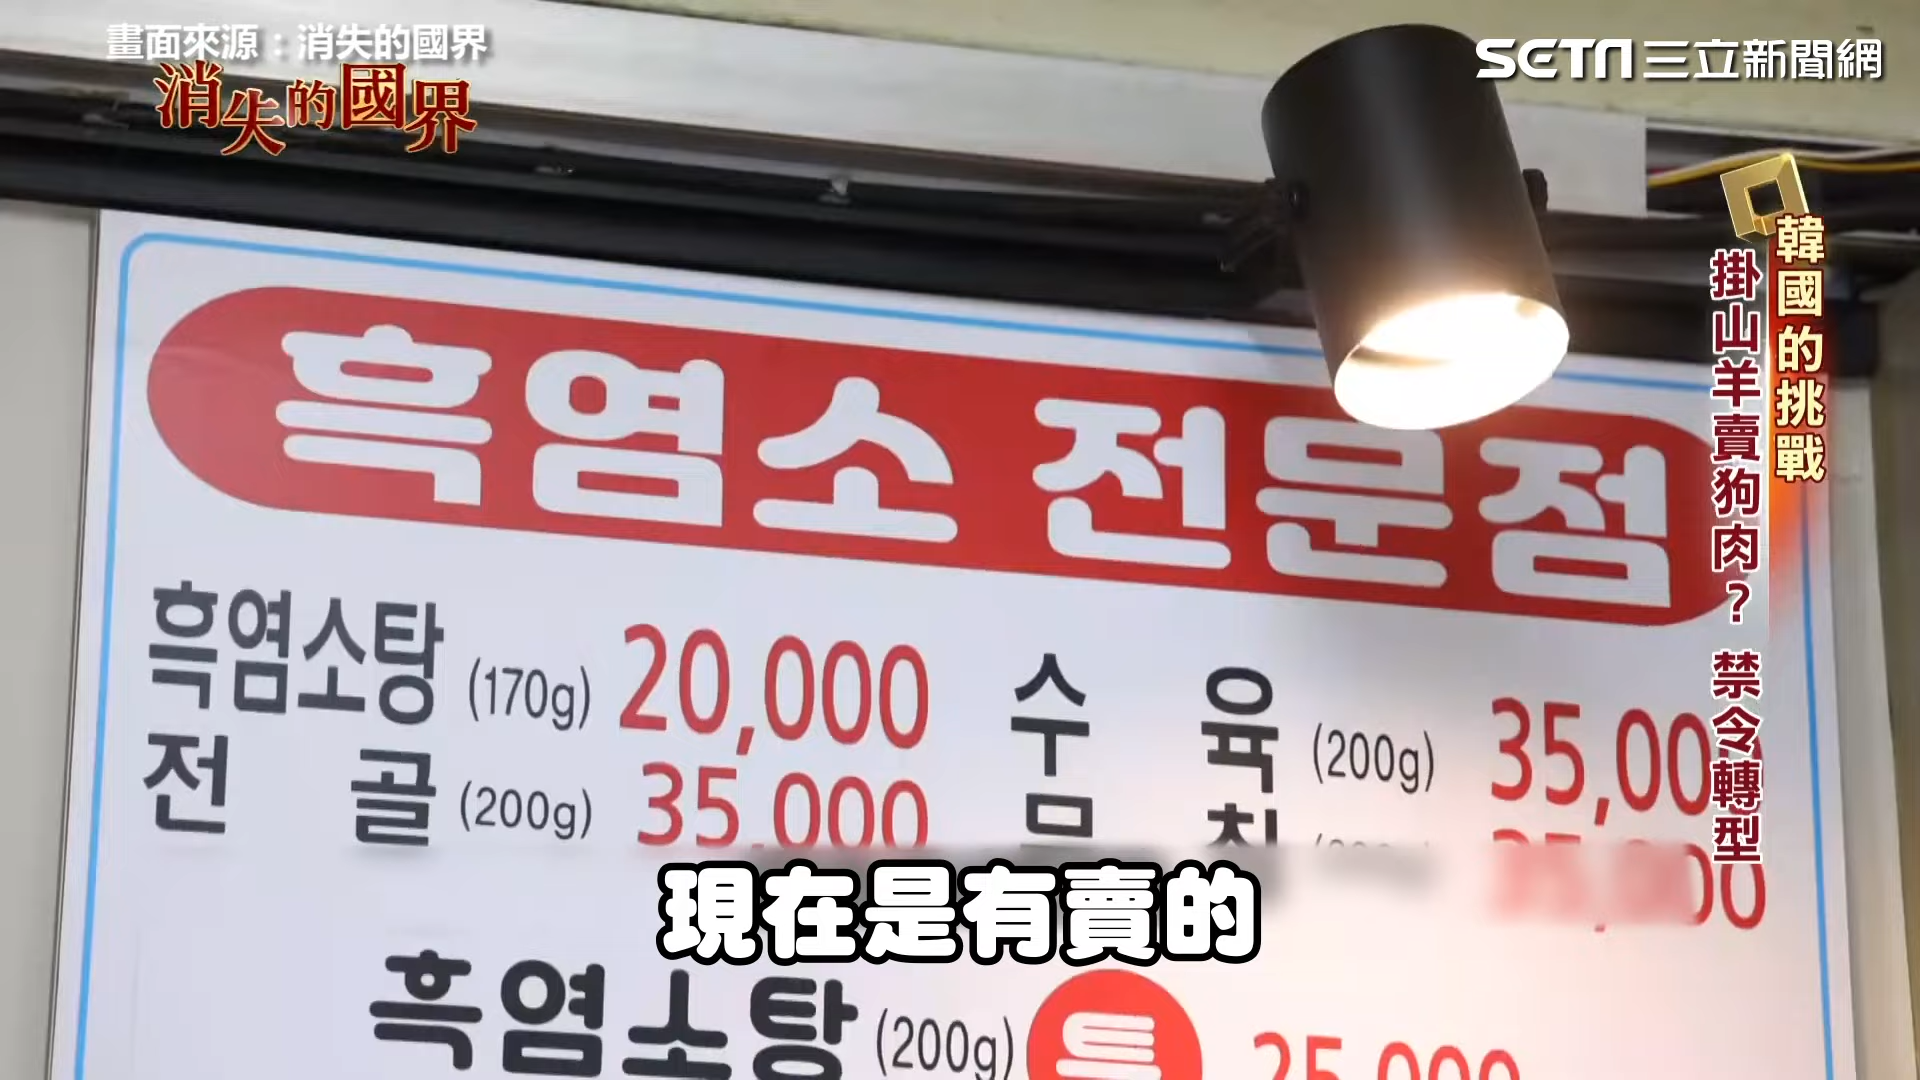 畫面來源：消失的國界
消失的國界
SETN三立新聞網
韓國的挑戰
掛山羊賣狗肉？ 禁令轉型
흑염소 전문점
흑염소탕 (170g) 20,000
수육 (200g) 35,00
전골 (200g) 35,000
現在是有賣的
흑염소탕 (200g) 특 25,000